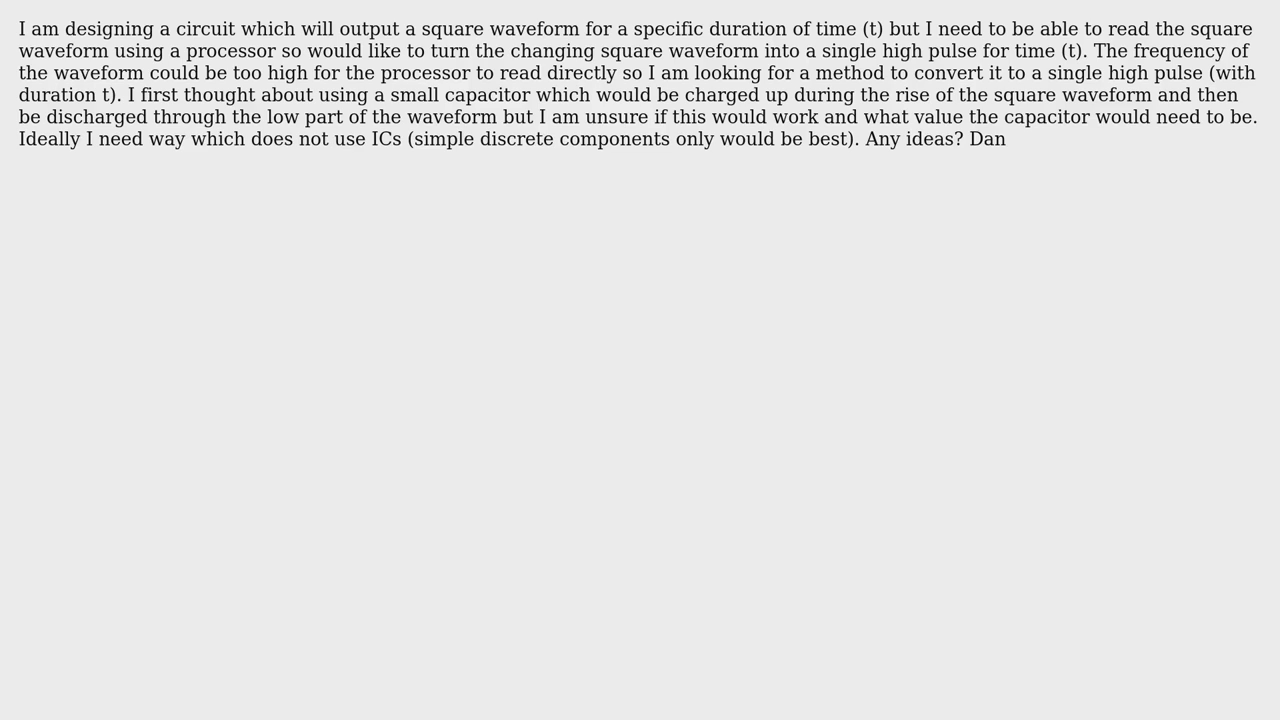 I am designing a circuit which will output a square waveform for a specific duration of time (t) but I need to be able to read the square
waveform using a processor so would like to turn the changing square waveform into a single high pulse for time (t). The frequency of
the waveform could be too high for the processor to read directly so I am looking for a method to convert it to a single high pulse (with
duration t). I first thought about using a small capacitor which would be charged up during the rise of the square waveform and then
be discharged through the low part of the waveform but I am unsure if this would work and what value the capacitor would need to be.
Ideally I need way which does not use ICs (simple discrete components only would be best). Any ideas? Dan